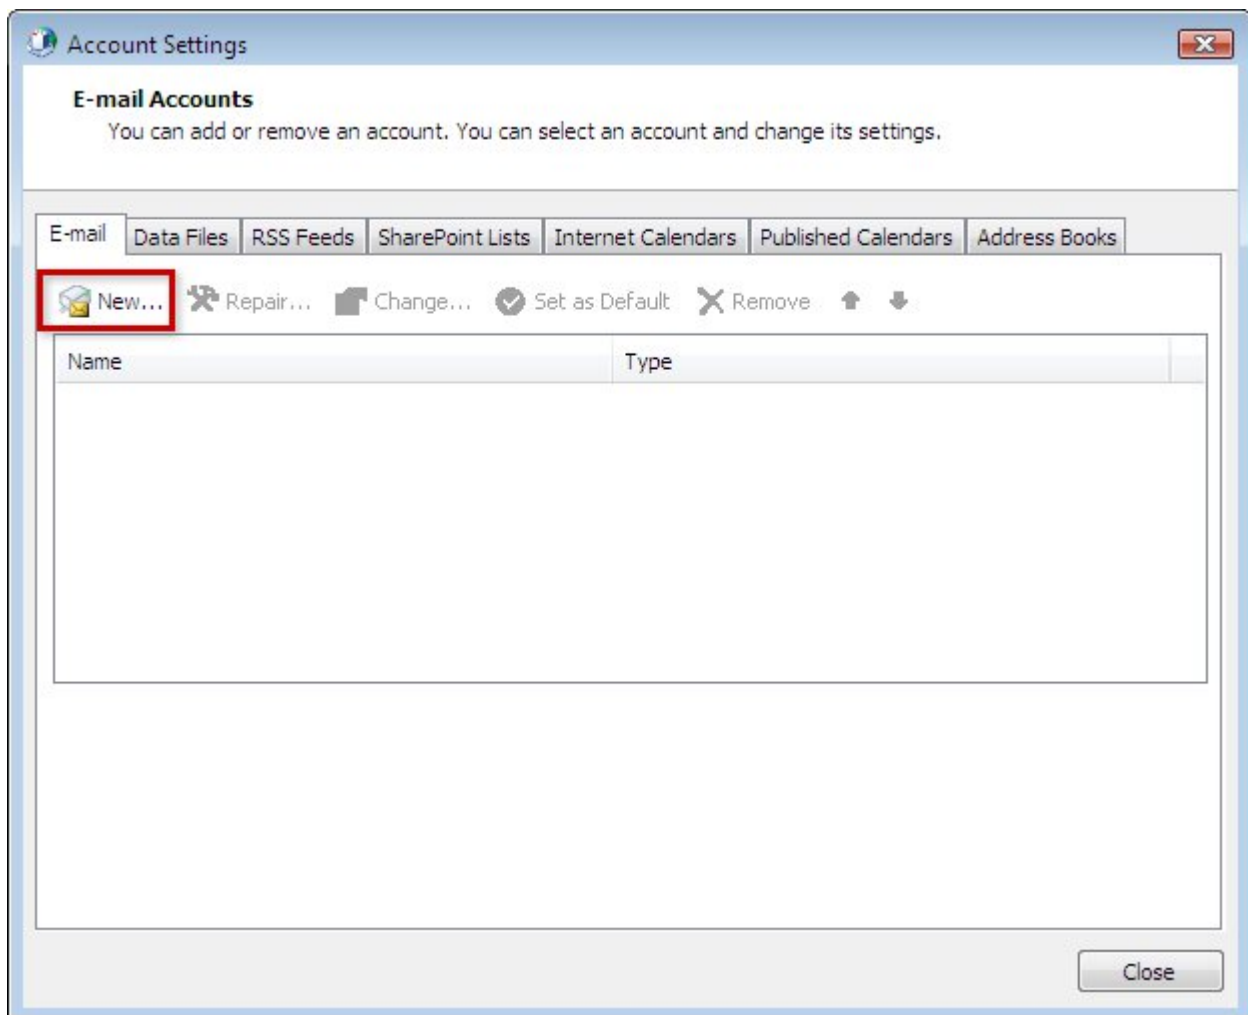 Account Settings
E-mail Accounts
You can add or remove an account. You can select an account and change its settings.
E-mail Data Files RSS Feeds SharePoint Lists Internet Calendars Published Calendars Address Books
New... Repair... Change... Set as Default Remove
Name Type
Close